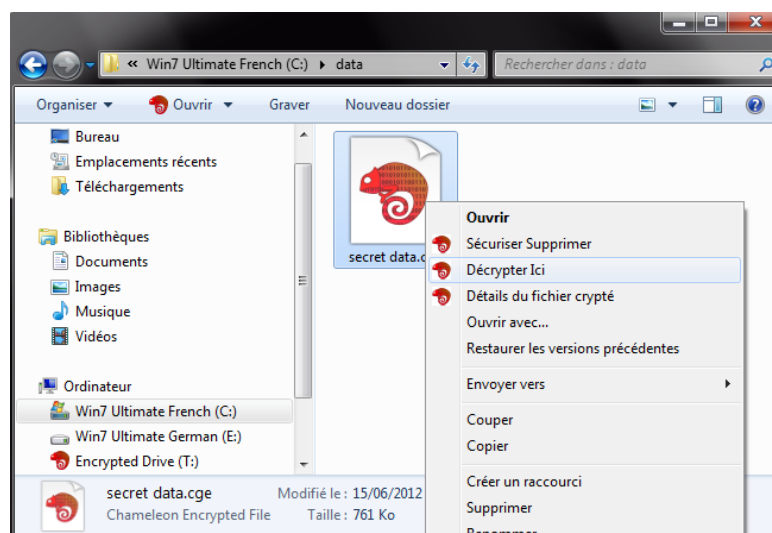 « Win7 Ultimate French (C:) data
Rechercher dans : data
Organiser Ouvrir Graver Nouveau dossier
Bureau
Emplacements récents
Téléchargements
Bibliothèques
Documents
Images
Musique
Vidéos
Ordinateur
Win7 Ultimate French (C:)
Win7 Ultimate German (E:)
Encrypted Drive (T:)
secret
Ouvrir
Sécuriser Supprimer
Décrypter Ici
Détails du fichier crypté
Ouvrir avec...
Restaurer les versions précédentes
Envoyer vers
Couper
Copier
Créer un raccourci
Supprimer
secret data.cge Modifié le : 15/06/2012
Chameleon Encrypted File Taille : 761 Ko